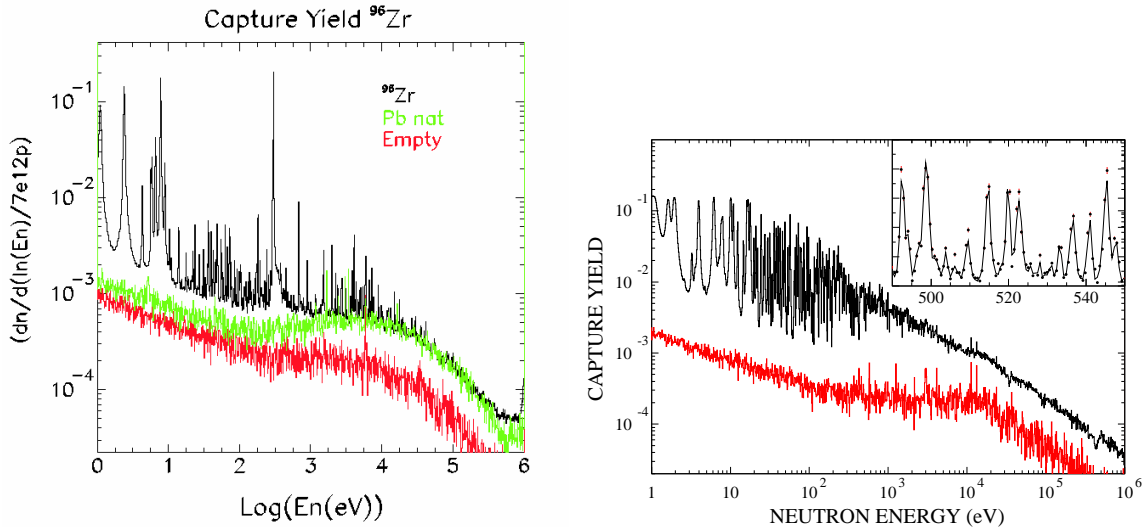 Capture Yield ⁹⁶Zr
⁹⁶Zr
Pb nat
Empty
(dn/d(ln(En)/7e12p)
10⁻¹
10⁻²
10⁻³
10⁻⁴
0 1 2 3 4 5 6
Log(En(eV))
CAPTURE YIELD
10⁻¹
10⁻²
10⁻³
10⁻⁴
500 520 540
1 10 10² 10³ 10⁴ 10⁵ 10⁶
NEUTRON ENERGY (eV)